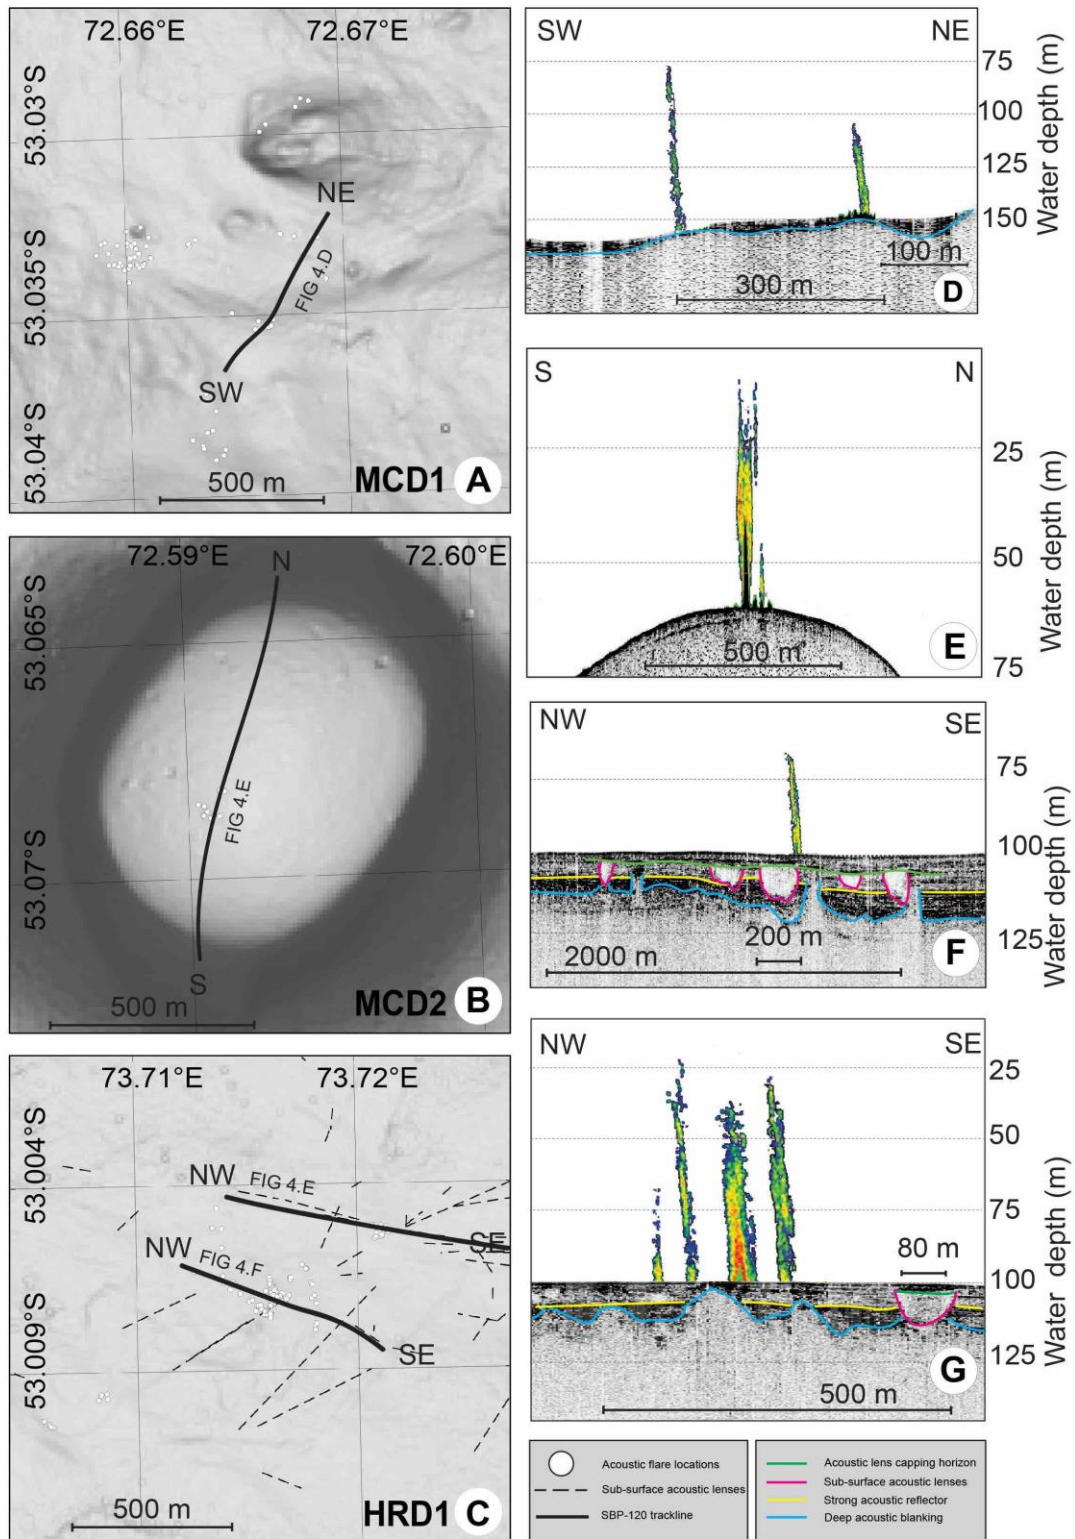 72.66°E 72.67°E
53.03°S
53.035°S
53.04°S
NE
FIG 4.D
SW
500 m
MCD1 A
72.59°E 72.60°E
53.065°S
53.07°S
N
FIG 4.E
S
500 m
MCD2 B
73.71°E 73.72°E
53.004°S
53.009°S
NW FIG 4.E
SE
NW
FIG 4.F
SE
500 m
HRD1 C
SW NE
75
100
125
150
Water depth (m)
100 m
300 m
D
S N
25
50
75
Water depth (m)
500 m
E
NW SE
75
100
125
Water depth (m)
200 m
2000 m
F
NW SE
25
50
75
100
125
Water depth (m)
80 m
G
500 m
Acoustic flare locations
Sub-surface acoustic lenses
SBP-120 trackline
Acoustic lens capping horizon
Sub-surface acoustic lenses
Strong acoustic reflector
Deep acoustic blanking